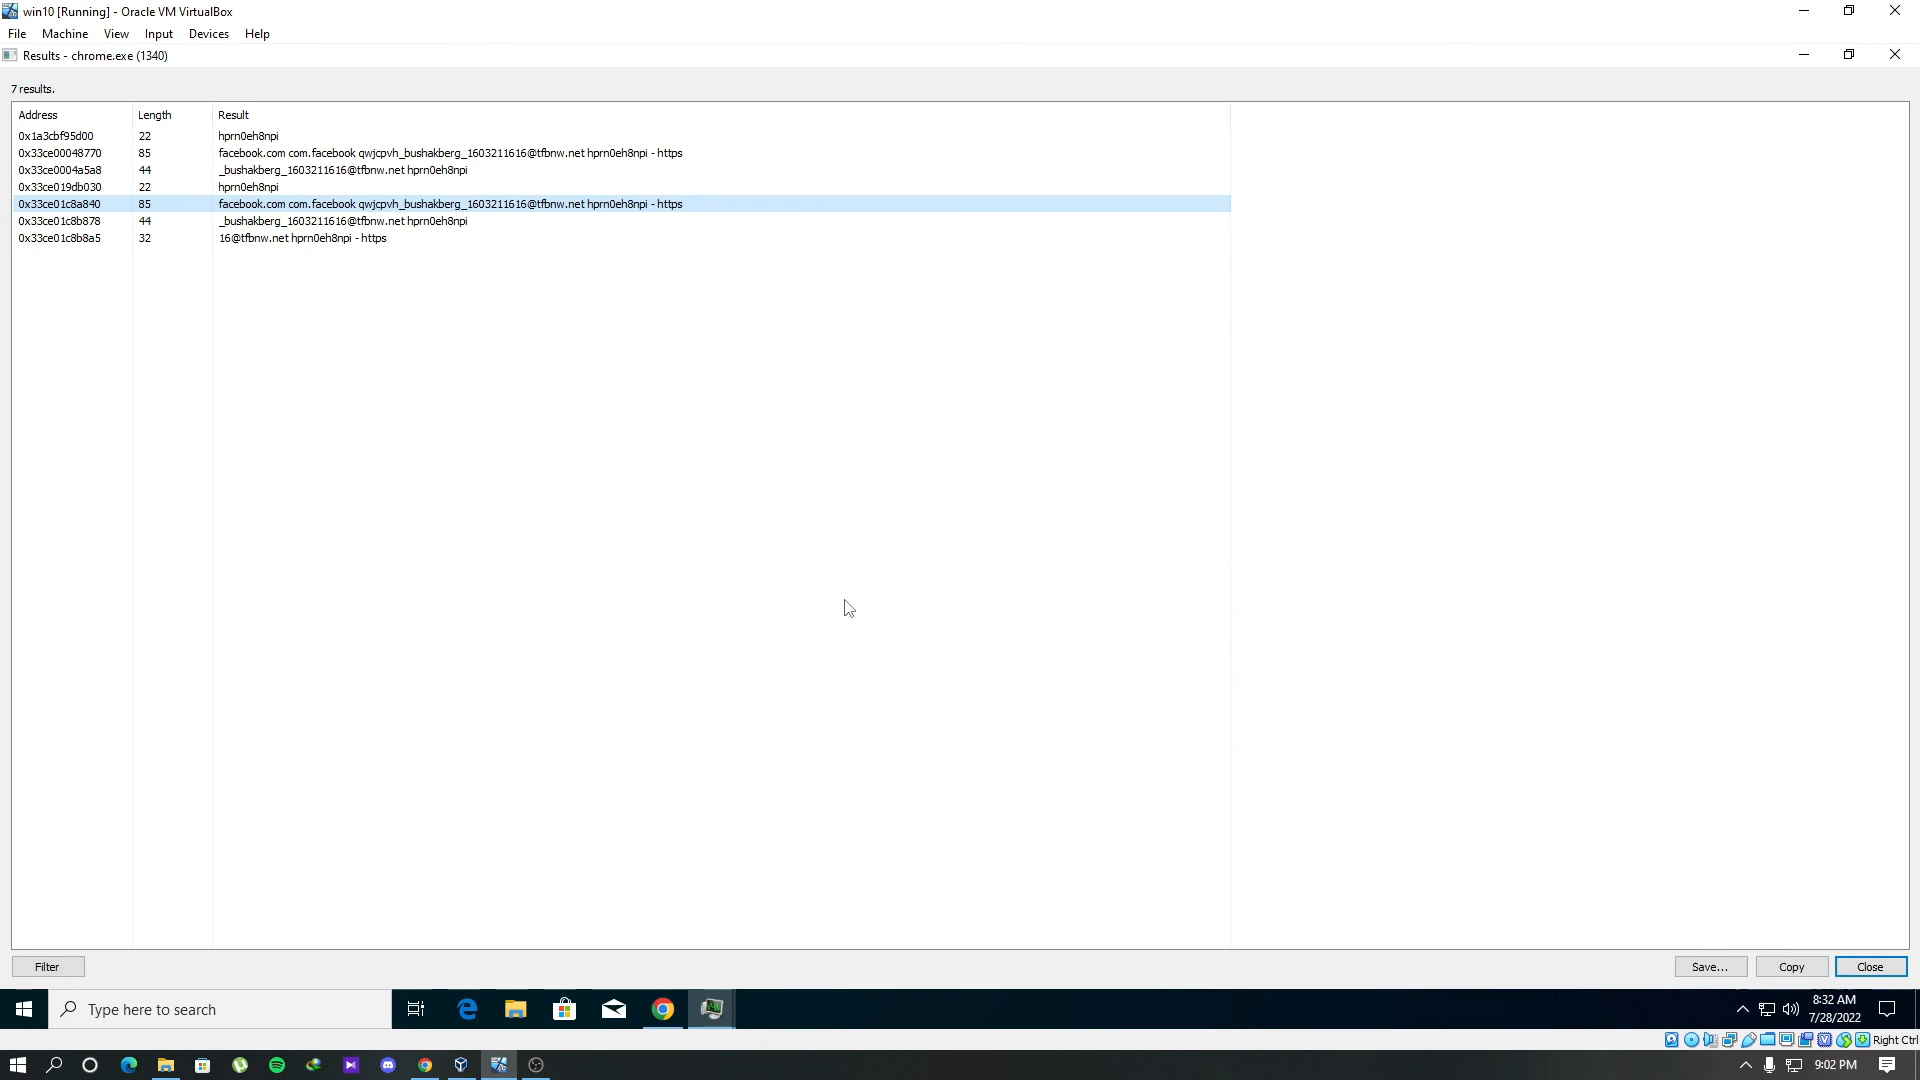 win10 [Running] - Oracle VM VirtualBox
File Machine View Input Devices Help
Results - chrome.exe (1340)
7 results.
Address Length Result
0x1a3cbf95d00 22 hprn0eh8npi
0x33ce00048770 85 facebook.com com.facebook qwjcpvh_bushakberg_1603211616@tfbnw.net hprn0eh8npi - https
0x33ce0004a5a8 44 _bushakberg_1603211616@tfbnw.net hprn0eh8npi
0x33ce019db030 22 hprn0eh8npi
0x33ce01c8a840 85 facebook.com com.facebook qwjcpvh_bushakberg_1603211616@tfbnw.net hprn0eh8npi - https
0x33ce01c8b878 44 _bushakberg_1603211616@tfbnw.net hprn0eh8npi
0x33ce01c8b8a5 32 16@tfbnw.net hprn0eh8npi - https
Filter Save... Copy Close
Type here to search
8:32 AM
7/28/2022
Right Ctrl
9:02 PM